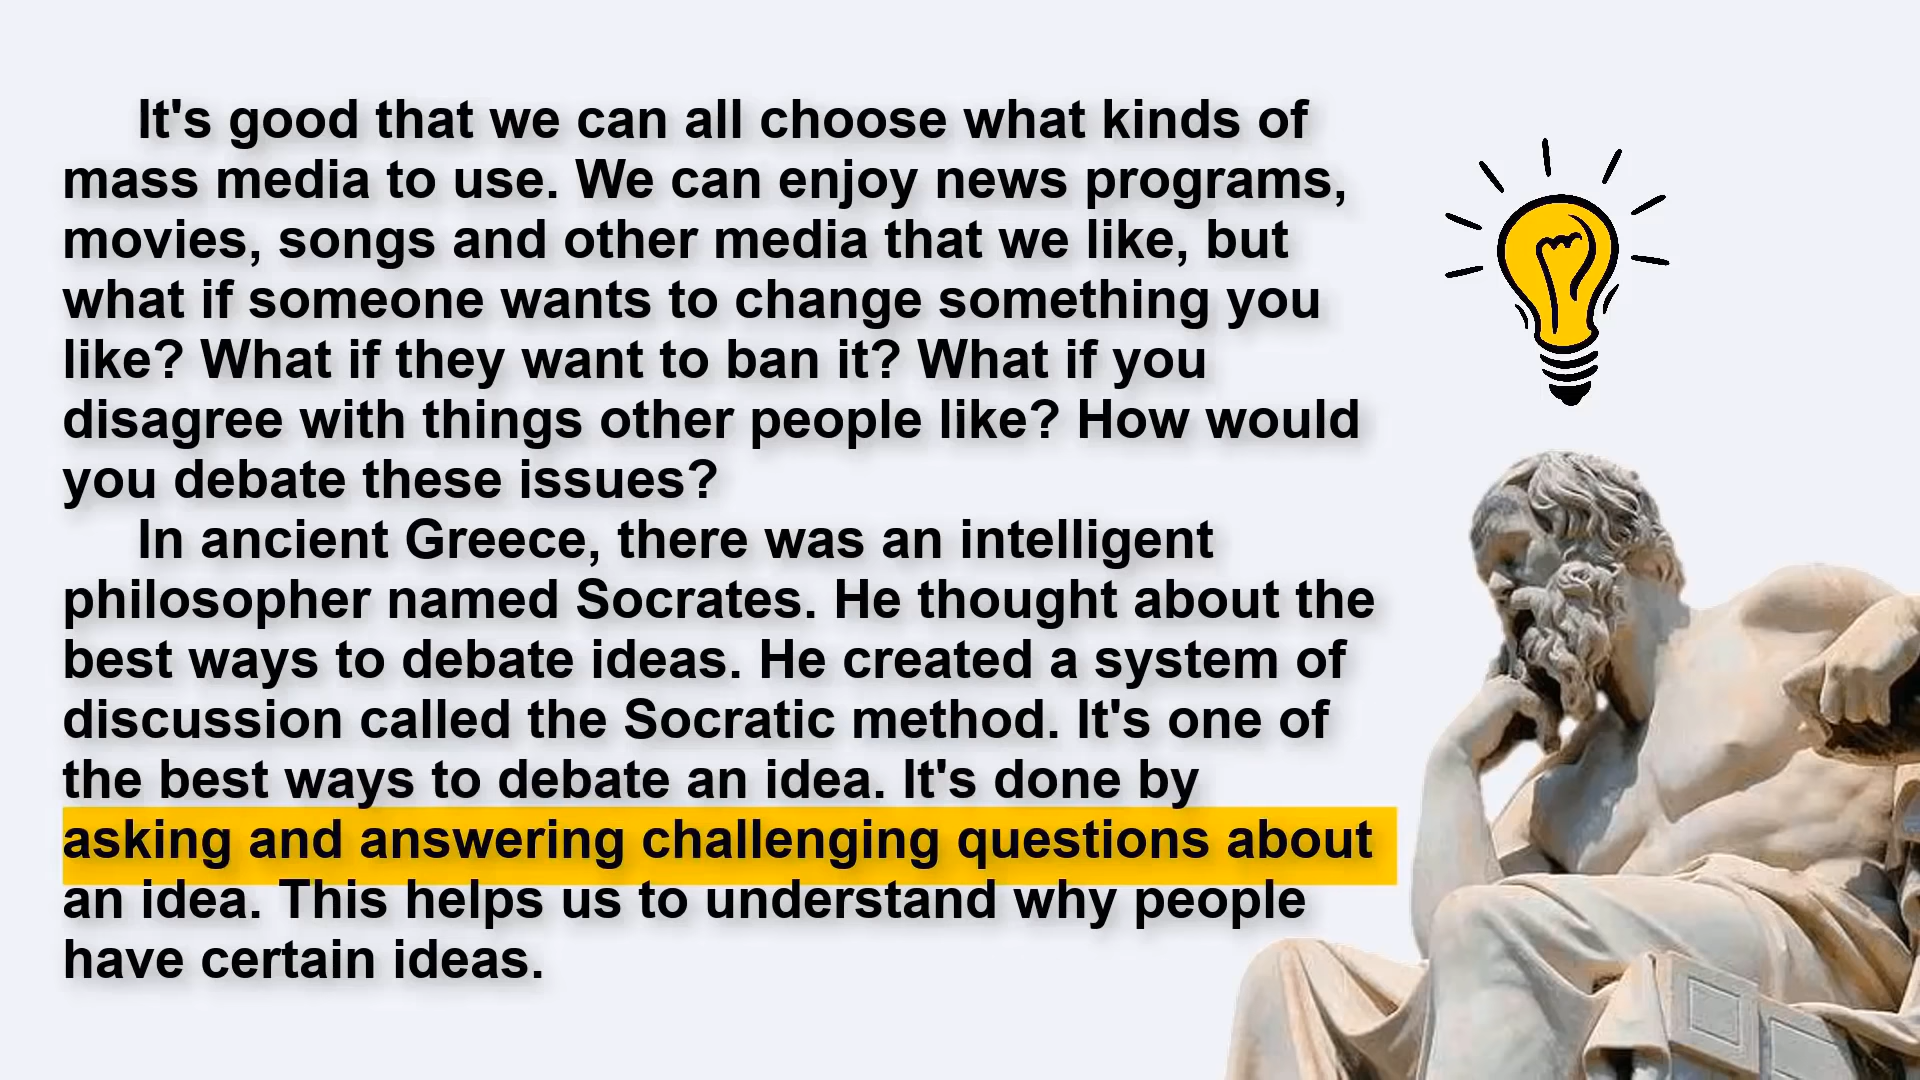 It's good that we can all choose what kinds of
mass media to use. We can enjoy news programs,
movies, songs and other media that we like, but
what if someone wants to change something you
like? What if they want to ban it? What if you
disagree with things other people like? How would
you debate these issues?
In ancient Greece, there was an intelligent
philosopher named Socrates. He thought about the
best ways to debate ideas. He created a system of
discussion called the Socratic method. It's one of
the best ways to debate an idea. It's done by
asking and answering challenging questions about
an idea. This helps us to understand why people
have certain ideas.